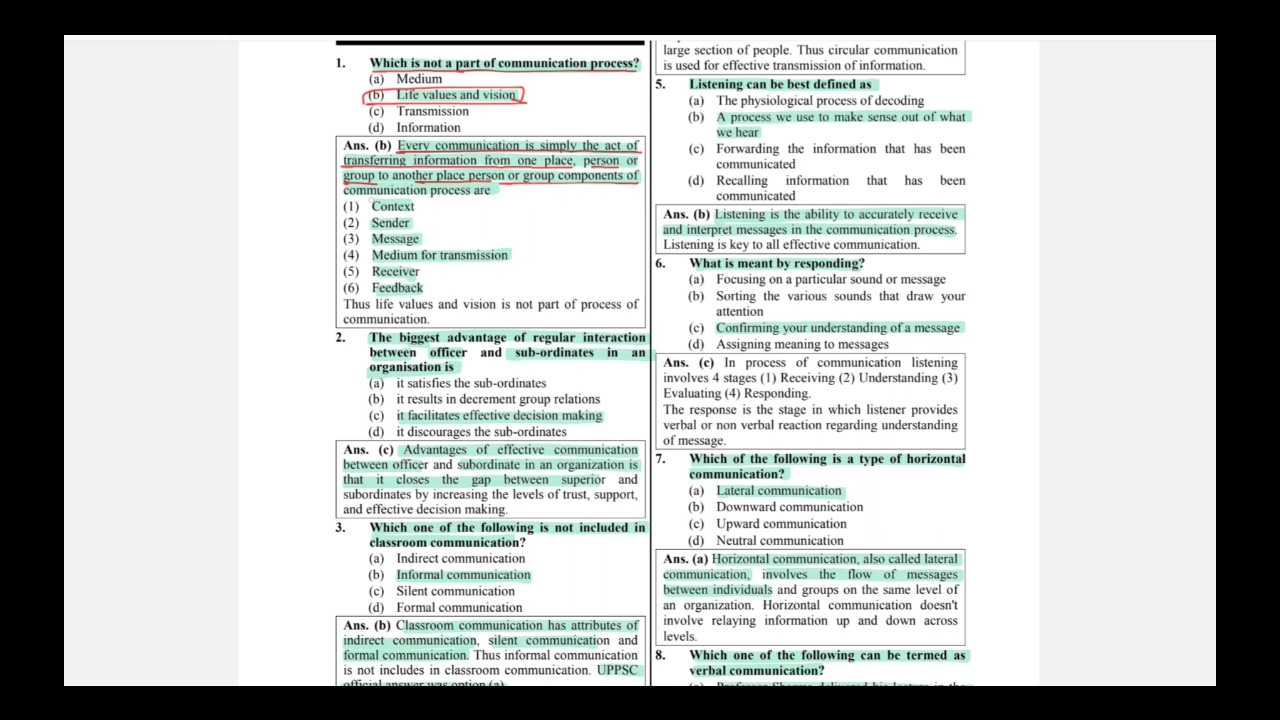 1. Which is not a part of communication process?
(a) Medium
(b) Life values and vision
(c) Transmission
(d) Information
Ans. (b) Every communication is simply the act of
transferring information from one place, person or
group to another place person or group components of
communication process are
(1) Context
(2) Sender
(3) Message
(4) Medium for transmission
(5) Receiver
(6) Feedback
Thus life values and vision is not part of process of
communication.
2. The biggest advantage of regular interaction
between officer and sub-ordinates in an
organisation is
(a) it satisfies the sub-ordinates
(b) it results in decrement group relations
(c) it facilitates effective decision making
(d) it discourages the sub-ordinates
Ans. (c) Advantages of effective communication
between officer and subordinate in an organization is
that it closes the gap between superior and
subordinates by increasing the levels of trust, support,
and effective decision making.
3. Which one of the following is not included in
classroom communication?
(a) Indirect communication
(b) Informal communication
(c) Silent communication
(d) Formal communication
Ans. (b) Classroom communication has attributes of
indirect communication, silent communication and
formal communication. Thus informal communication
is not includes in classroom communication. UPPSC
official answer was option (a)
large section of people. Thus circular communication
is used for effective transmission of information.
5. Listening can be best defined as
(a) The physiological process of decoding
(b) A process we use to make sense out of what
we hear
(c) Forwarding the information that has been
communicated
(d) Recalling information that has been
communicated
Ans. (b) Listening is the ability to accurately receive
and interpret messages in the communication process.
Listening is key to all effective communication.
6. What is meant by responding?
(a) Focusing on a particular sound or message
(b) Sorting the various sounds that draw your
attention
(c) Confirming your understanding of a message
(d) Assigning meaning to messages
Ans. (c) In process of communication listening
involves 4 stages (1) Receiving (2) Understanding (3)
Evaluating (4) Responding.
The response is the stage in which listener provides
verbal or non verbal reaction regarding understanding
of message.
7. Which of the following is a type of horizontal
communication?
(a) Lateral communication
(b) Downward communication
(c) Upward communication
(d) Neutral communication
Ans. (a) Horizontal communication, also called lateral
communication, involves the flow of messages
between individuals and groups on the same level of
an organization. Horizontal communication doesn't
involve relaying information up and down across
levels.
8. Which one of the following can be termed as
verbal communication?
(a) Professor Sharma delivered his lecture in the